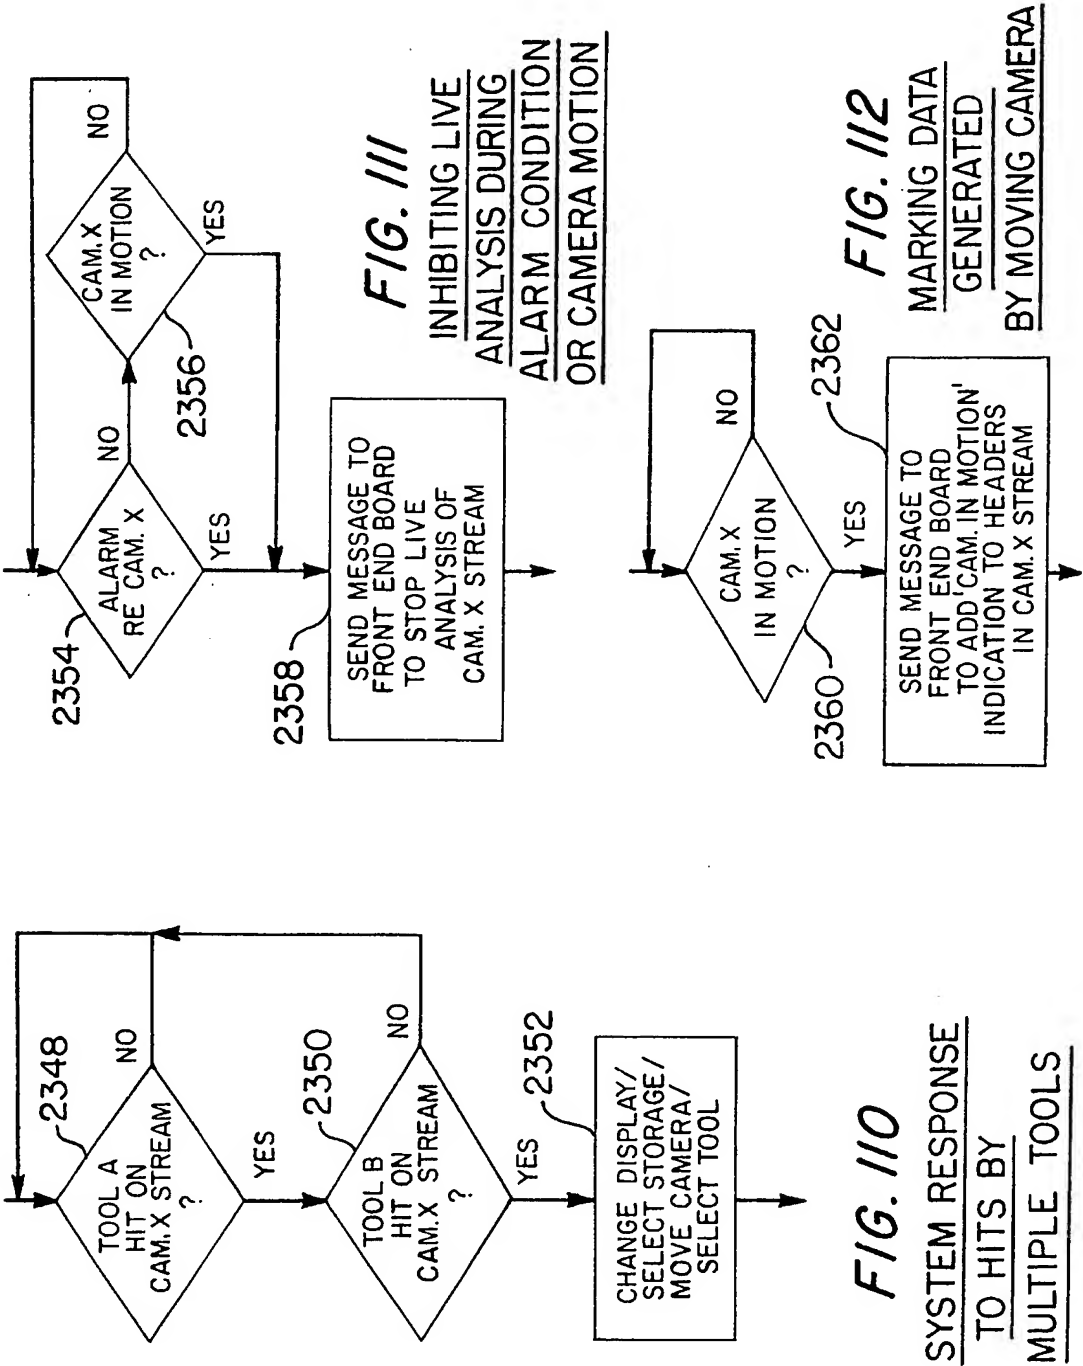 2348
TOOL A
HIT ON
CAM.X STREAM
?
NO
YES
2350
TOOL B
HIT ON
CAM.X STREAM
?
NO
YES
2352
CHANGE DISPLAY/
SELECT STORAGE/
MOVE CAMERA/
SELECT TOOL
FIG. 110
SYSTEM RESPONSE
TO HITS BY
MULTIPLE TOOLS
2354
ALARM
RE CAM. X
?
NO
YES
CAM.X
IN MOTION
?
NO
YES
2356
2358
SEND MESSAGE TO
FRONT END BOARD
TO STOP LIVE
ANALYSIS OF
CAM.X STREAM
FIG. 111
INHIBITING LIVE
ANALYSIS DURING
ALARM CONDITION
OR CAMERA MOTION
CAM.X
IN MOTION
?
NO
YES
2360
2362
SEND MESSAGE TO
FRONT END BOARD
TO ADD 'CAM. IN MOTION'
INDICATION TO HEADERS
IN CAM.X STREAM
FIG. 112
MARKING DATA
GENERATED
BY MOVING CAMERA